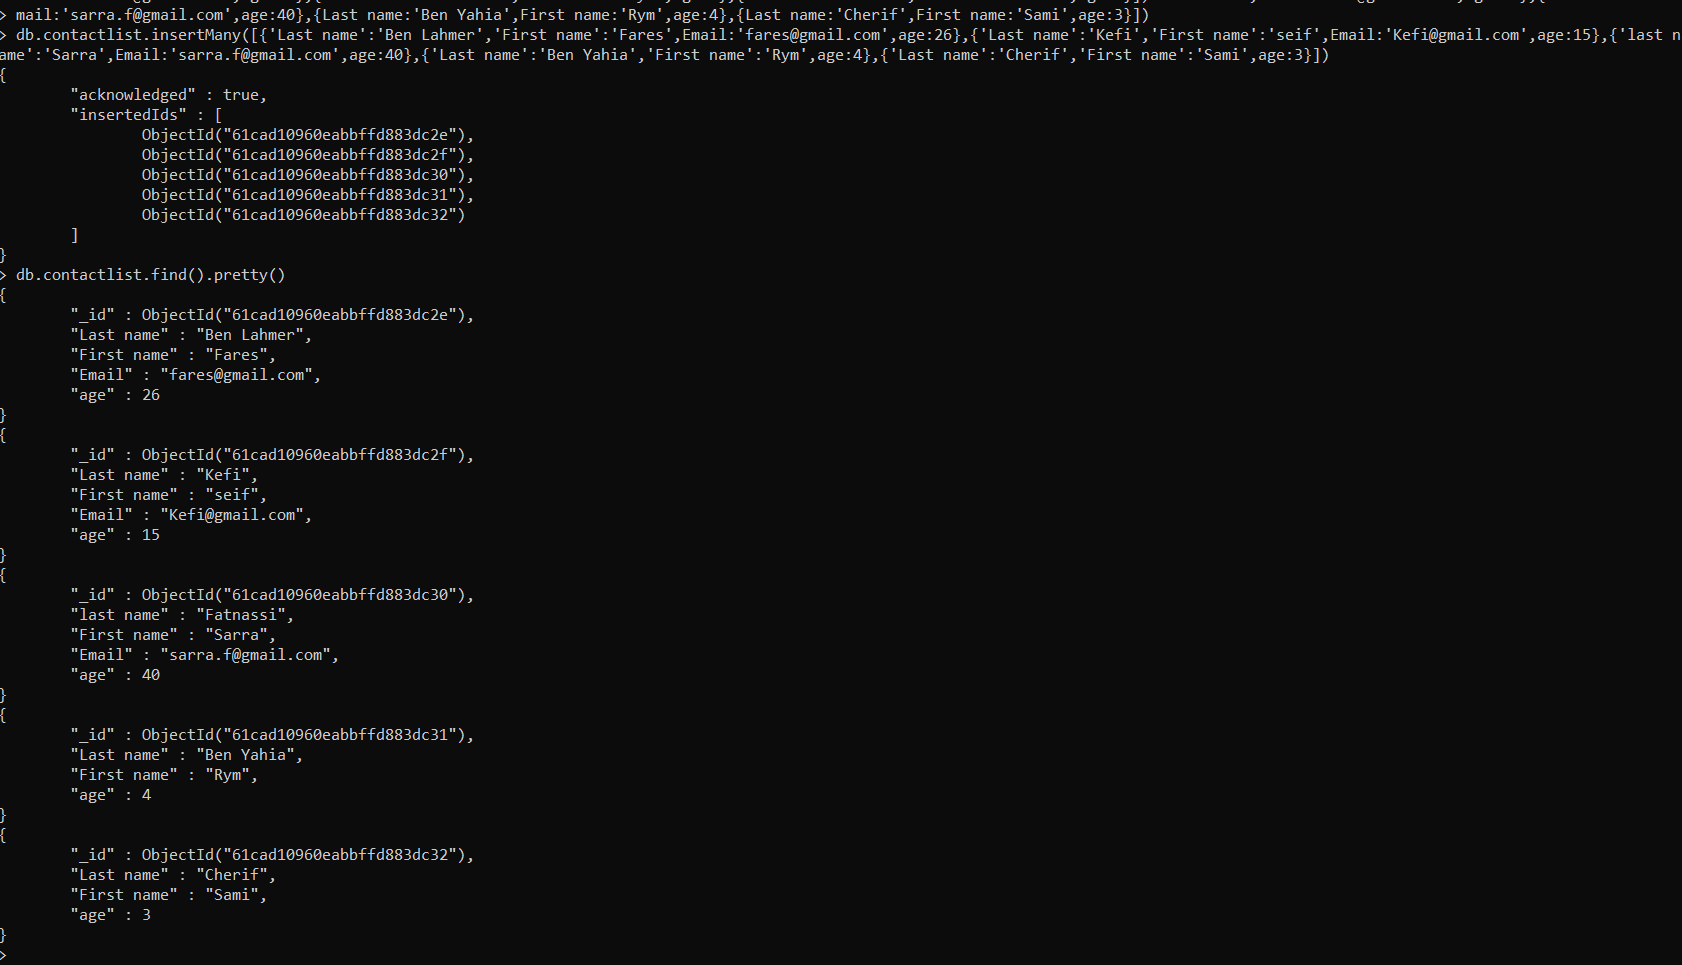 > mail:'sarra.f@gmail.com',age:40},{Last name:'Ben Yahia',First name:'Rym',age:4},{Last name:'Cherif',First name:'Sami',age:3}])
> db.contactlist.insertMany([{'Last name':'Ben Lahmer','First name':'Fares',Email:'fares@gmail.com',age:26},{'Last name':'Kefi','First name':'seif',Email:'Kefi@gmail.com',age:15},{'last n
ame':'Sarra',Email:'sarra.f@gmail.com',age:40},{'Last name':'Ben Yahia','First name':'Rym',age:4},{'Last name':'Cherif','First name':'Sami',age:3}])
{
"acknowledged" : true,
"insertedIds" : [
ObjectId("61cad10960eabbffd883dc2e"),
ObjectId("61cad10960eabbffd883dc2f"),
ObjectId("61cad10960eabbffd883dc30"),
ObjectId("61cad10960eabbffd883dc31"),
ObjectId("61cad10960eabbffd883dc32")
]
}
> db.contactlist.find().pretty()
{
"_id" : ObjectId("61cad10960eabbffd883dc2e"),
"Last name" : "Ben Lahmer",
"First name" : "Fares",
"Email" : "fares@gmail.com",
"age" : 26
}
{
"_id" : ObjectId("61cad10960eabbffd883dc2f"),
"Last name" : "Kefi",
"First name" : "seif",
"Email" : "Kefi@gmail.com",
"age" : 15
}
{
"_id" : ObjectId("61cad10960eabbffd883dc30"),
"last name" : "Fatnassi",
"First name" : "Sarra",
"Email" : "sarra.f@gmail.com",
"age" : 40
}
{
"_id" : ObjectId("61cad10960eabbffd883dc31"),
"Last name" : "Ben Yahia",
"First name" : "Rym",
"age" : 4
}
{
"_id" : ObjectId("61cad10960eabbffd883dc32"),
"Last name" : "Cherif",
"First name" : "Sami",
"age" : 3
}
>